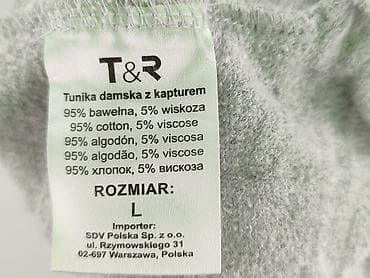 T&R
Tunika damska z kapturem
95% bawełna, 5% wiskoza
95% cotton, 5% viscose
95% algodón, 5% viscosa
95% algodão, 5% viscose
95% хлопок, 5% вискоза
ROZMIAR:
L
Importer:
SDV Polska Sp. z o.o.
ul. Rzymowskiego 31
02-697 Warszawa, Polska